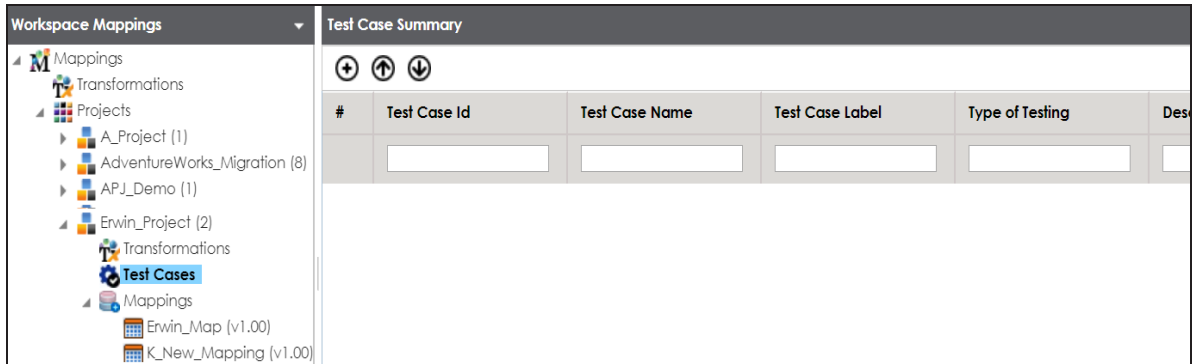 Workspace Mappings
Mappings
Transformations
Projects
A_Project (1)
AdventureWorks_Migration (8)
APJ_Demo (1)
Erwin_Project (2)
Transformations
Test Cases
Mappings
Erwin_Map (v1.00)
K_New_Mapping (v1.00)
Test Case Summary
# Test Case Id Test Case Name Test Case Label Type of Testing Desc